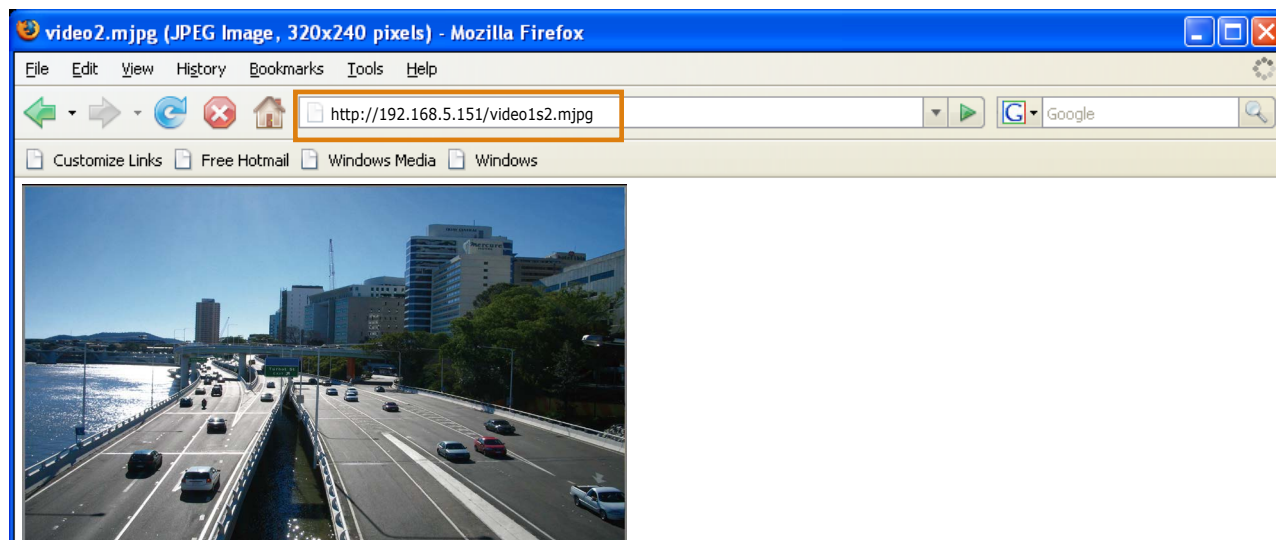 video2.mjpg (JPEG Image, 320x240 pixels) - Mozilla Firefox
File Edit View History Bookmarks Tools Help
http://192.168.5.151/video1s2.mjpg G Google
Customize Links Free Hotmail Windows Media Windows